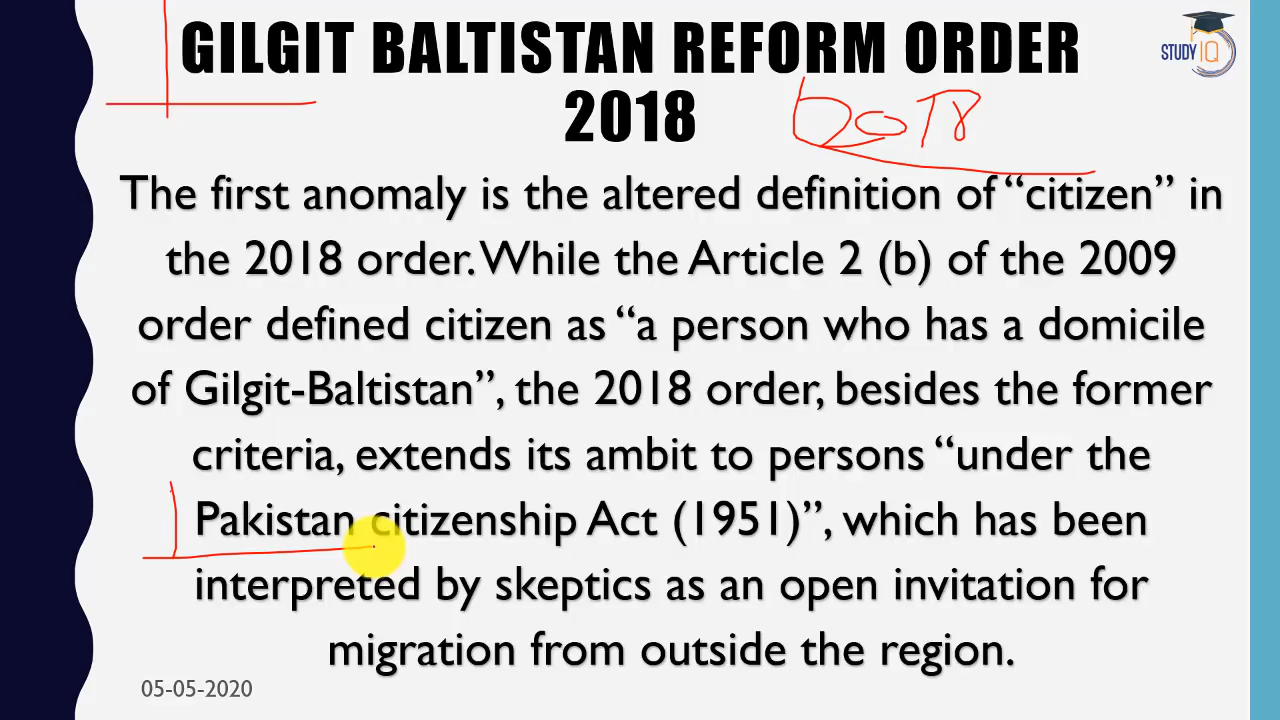 GILGIT BALTISTAN REFORM ORDER
2018
STUDY IQ
2018
The first anomaly is the altered definition of “citizen” in
the 2018 order. While the Article 2 (b) of the 2009
order defined citizen as “a person who has a domicile
of Gilgit-Baltistan”, the 2018 order, besides the former
criteria, extends its ambit to persons “under the
Pakistan citizenship Act (1951)”, which has been
interpreted by skeptics as an open invitation for
migration from outside the region.
05-05-2020